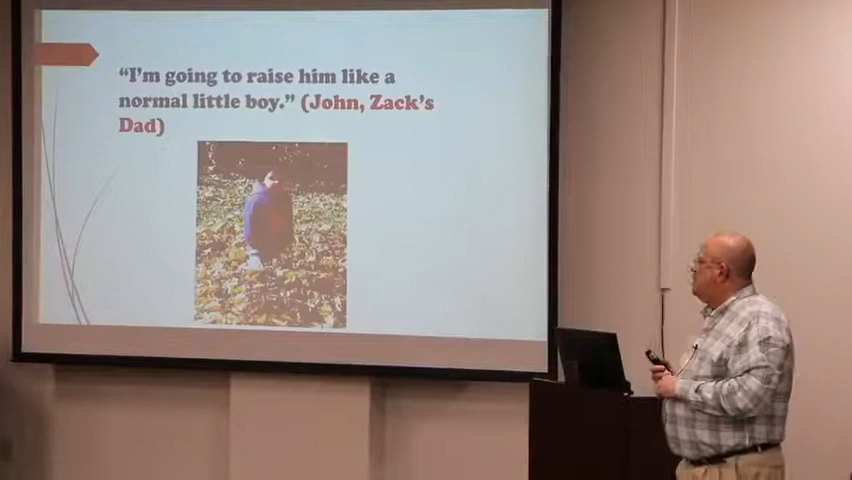 “I’m going to raise him like a
normal little boy.” (John, Zack’s
Dad)